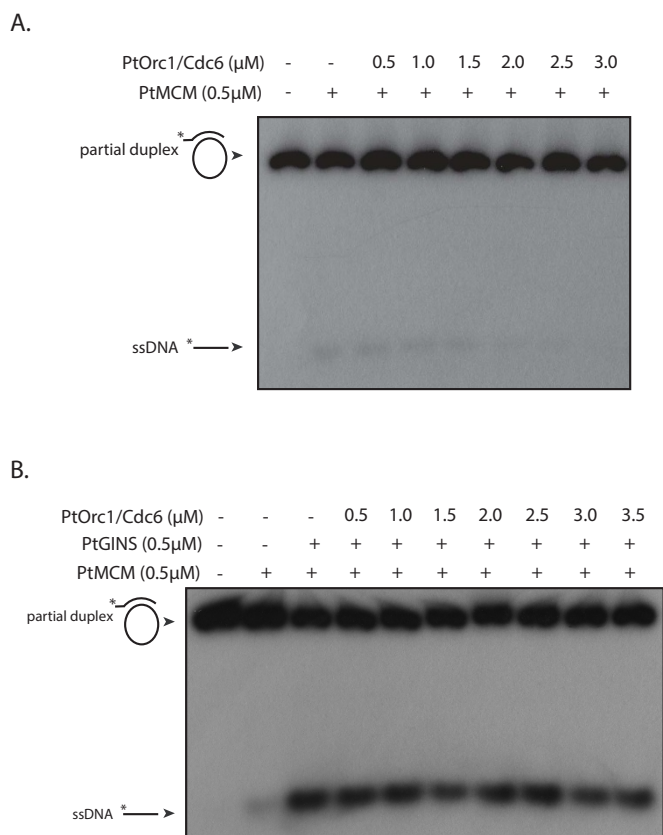 A.
PtOrc1/Cdc6 (μM) - - 0.5 1.0 1.5 2.0 2.5 3.0
PtMCM (0.5μM) - + + + + + + +
partial duplex *
ssDNA *
B.
PtOrc1/Cdc6 (μM) - - - 0.5 1.0 1.5 2.0 2.5 3.0 3.5
PtGINS (0.5μM) - - + + + + + + + +
PtMCM (0.5μM) - + + + + + + + + +
partial duplex *
ssDNA *